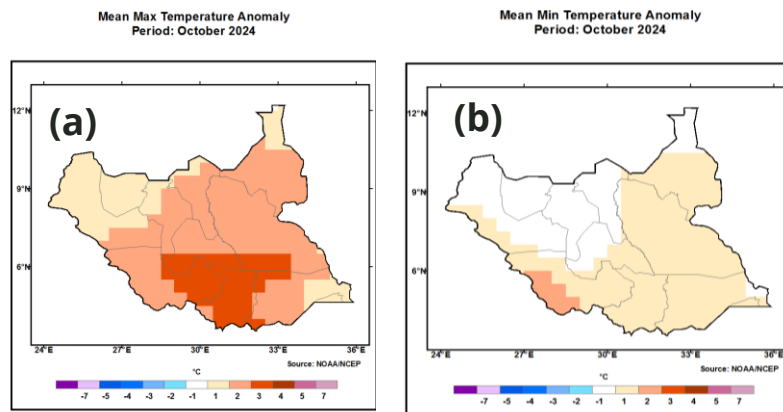 Mean Max Temperature Anomaly
Period: October 2024
(a)
12°N
9°N
6°N
24°E 27°E 30°E 33°E 36°E
Source: NOAA/NCEP
°C
-7 -5 -4 -3 -2 -1 1 2 3 4 5 7
Mean Min Temperature Anomaly
Period: October 2024
(b)
12°N
9°N
6°N
24°E 27°E 30°E 33°E 36°E
Source: NOAA/NCEP
°C
-7 -5 -4 -3 -2 -1 1 2 3 4 5 7